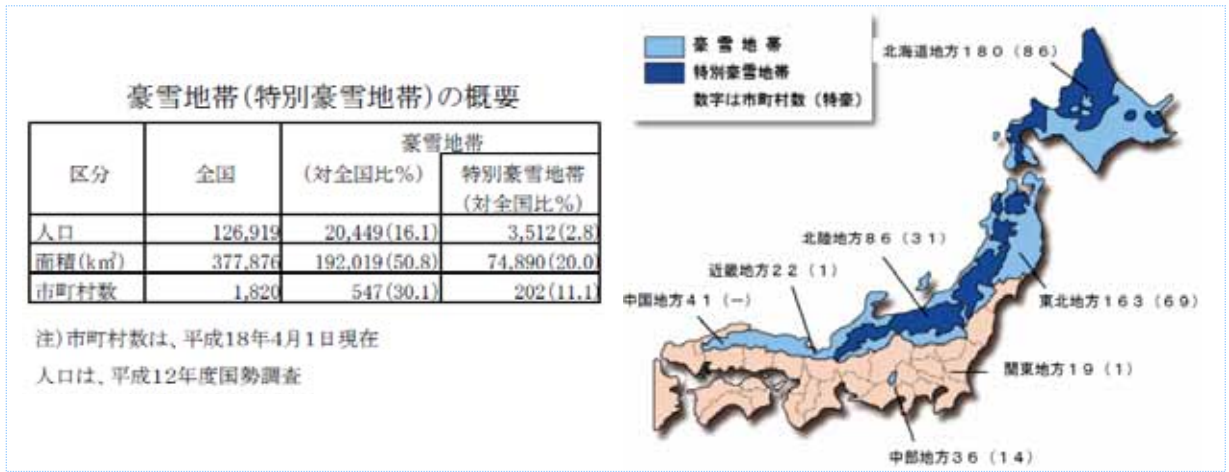 豪雪地帯(特別豪雪地帯)の概要
区分 全国 豪雪地帯
(対全国比%) 特別豪雪地帯
(対全国比%)
人口 126,919 20,449(16.1) 3,512(2.8)
面積(k㎡) 377,876 192,019(50.8) 74,890(20.0)
市町村数 1,820 547(30.1) 202(11.1)
注)市町村数は、平成18年4月1日現在
人口は、平成12年度国勢調査
豪雪地帯
特別豪雪地帯
数字は市町村数(特豪)
北海道地方180(86)
北陸地方86(31)
近畿地方22(1)
中国地方41(-)
東北地方163(69)
関東地方19(1)
中部地方36(14)